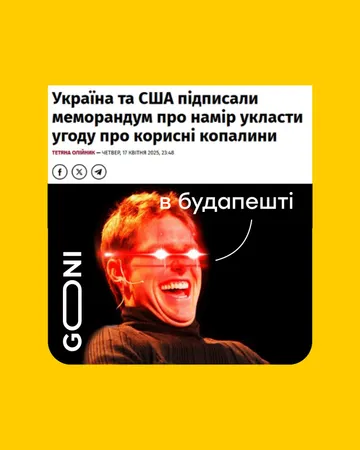 Україна та США підписали
меморандум про намір укласти
угоду про корисні копалини
ТЕТЯНА ОЛІЙНИК — ЧЕТВЕР, 17 КВІТНЯ 2025, 23:48
в будапешті
GONI